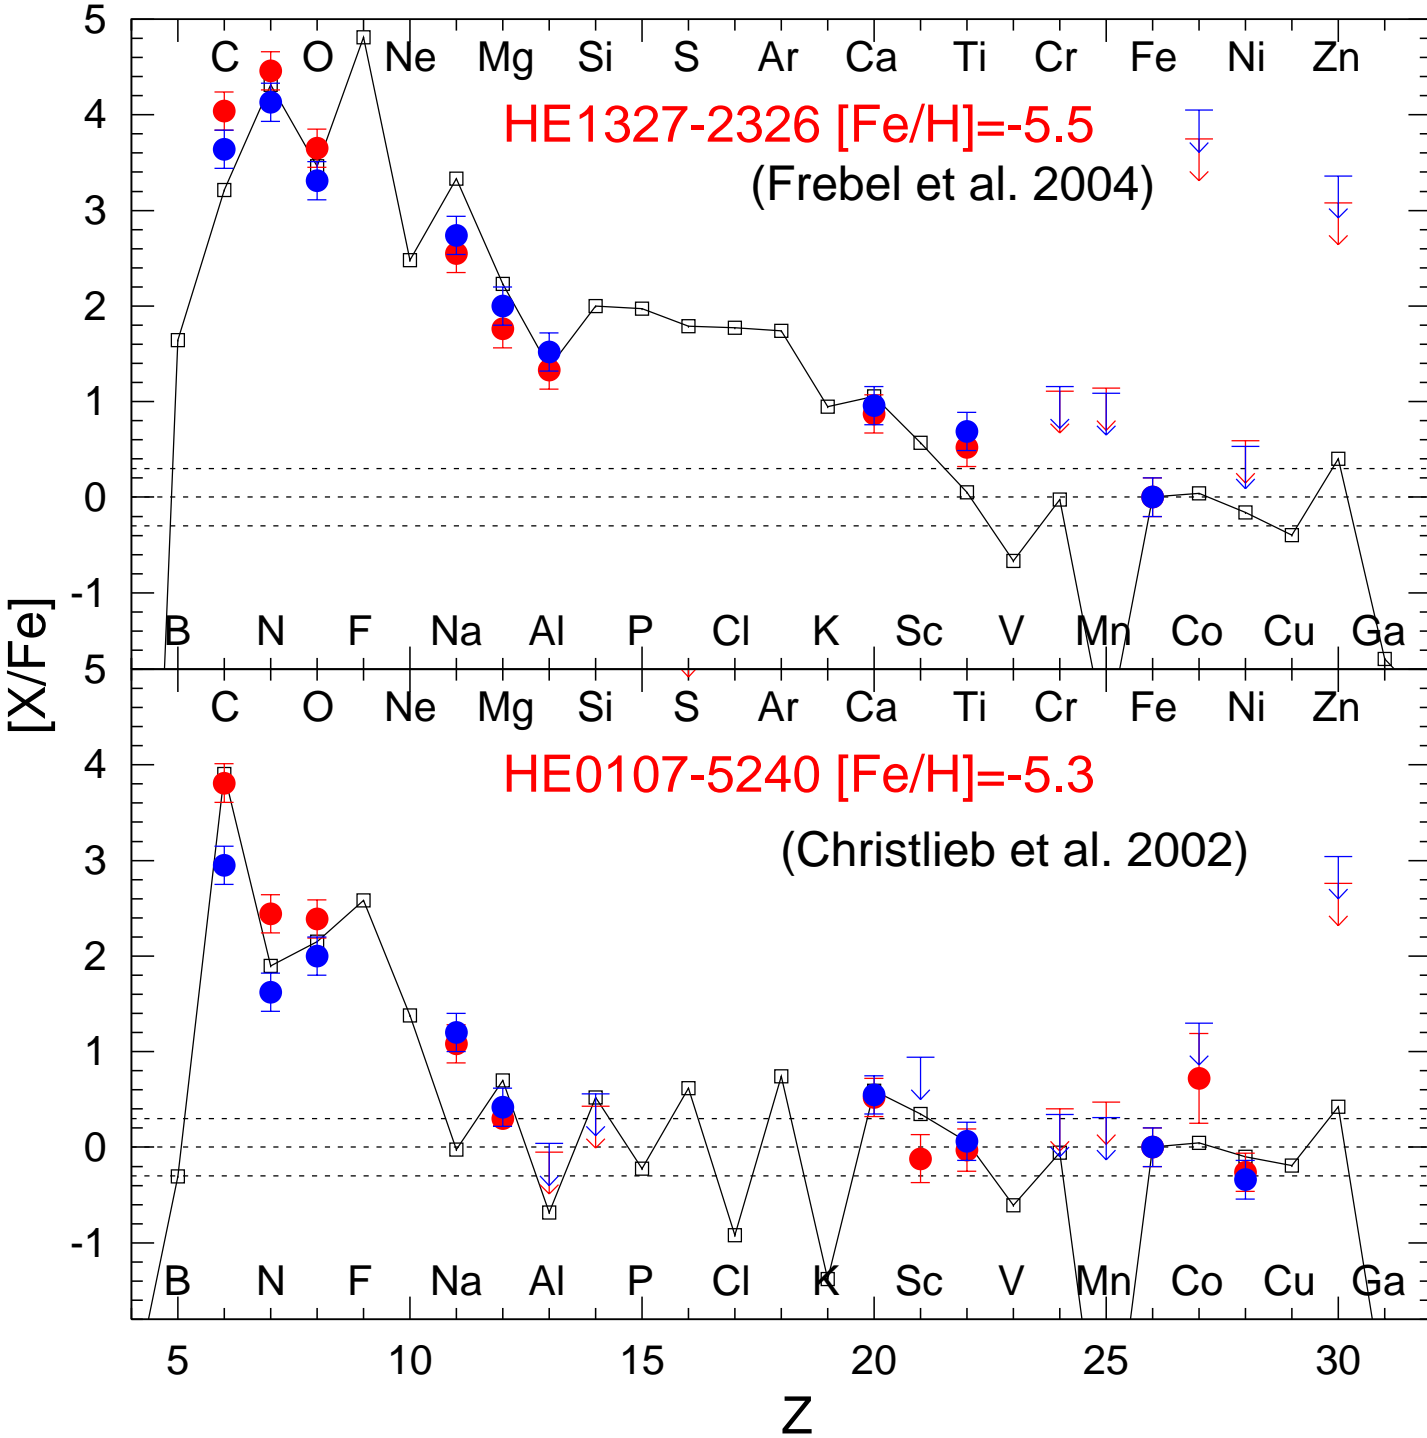 5
C O Ne Mg Si S Ar Ca Ti Cr Fe Ni Zn
4
HE1327-2326 [Fe/H]=-5.5
(Frebel et al. 2004)
3
2
1
0
-1
B N F Na Al P Cl K Sc V Mn Co Cu Ga
[X/Fe]
5
C O Ne Mg Si S Ar Ca Ti Cr Fe Ni Zn
4
HE0107-5240 [Fe/H]=-5.3
(Christlieb et al. 2002)
3
2
1
0
-1
B N F Na Al P Cl K Sc V Mn Co Cu Ga
5 10 15 20 25 30
Z